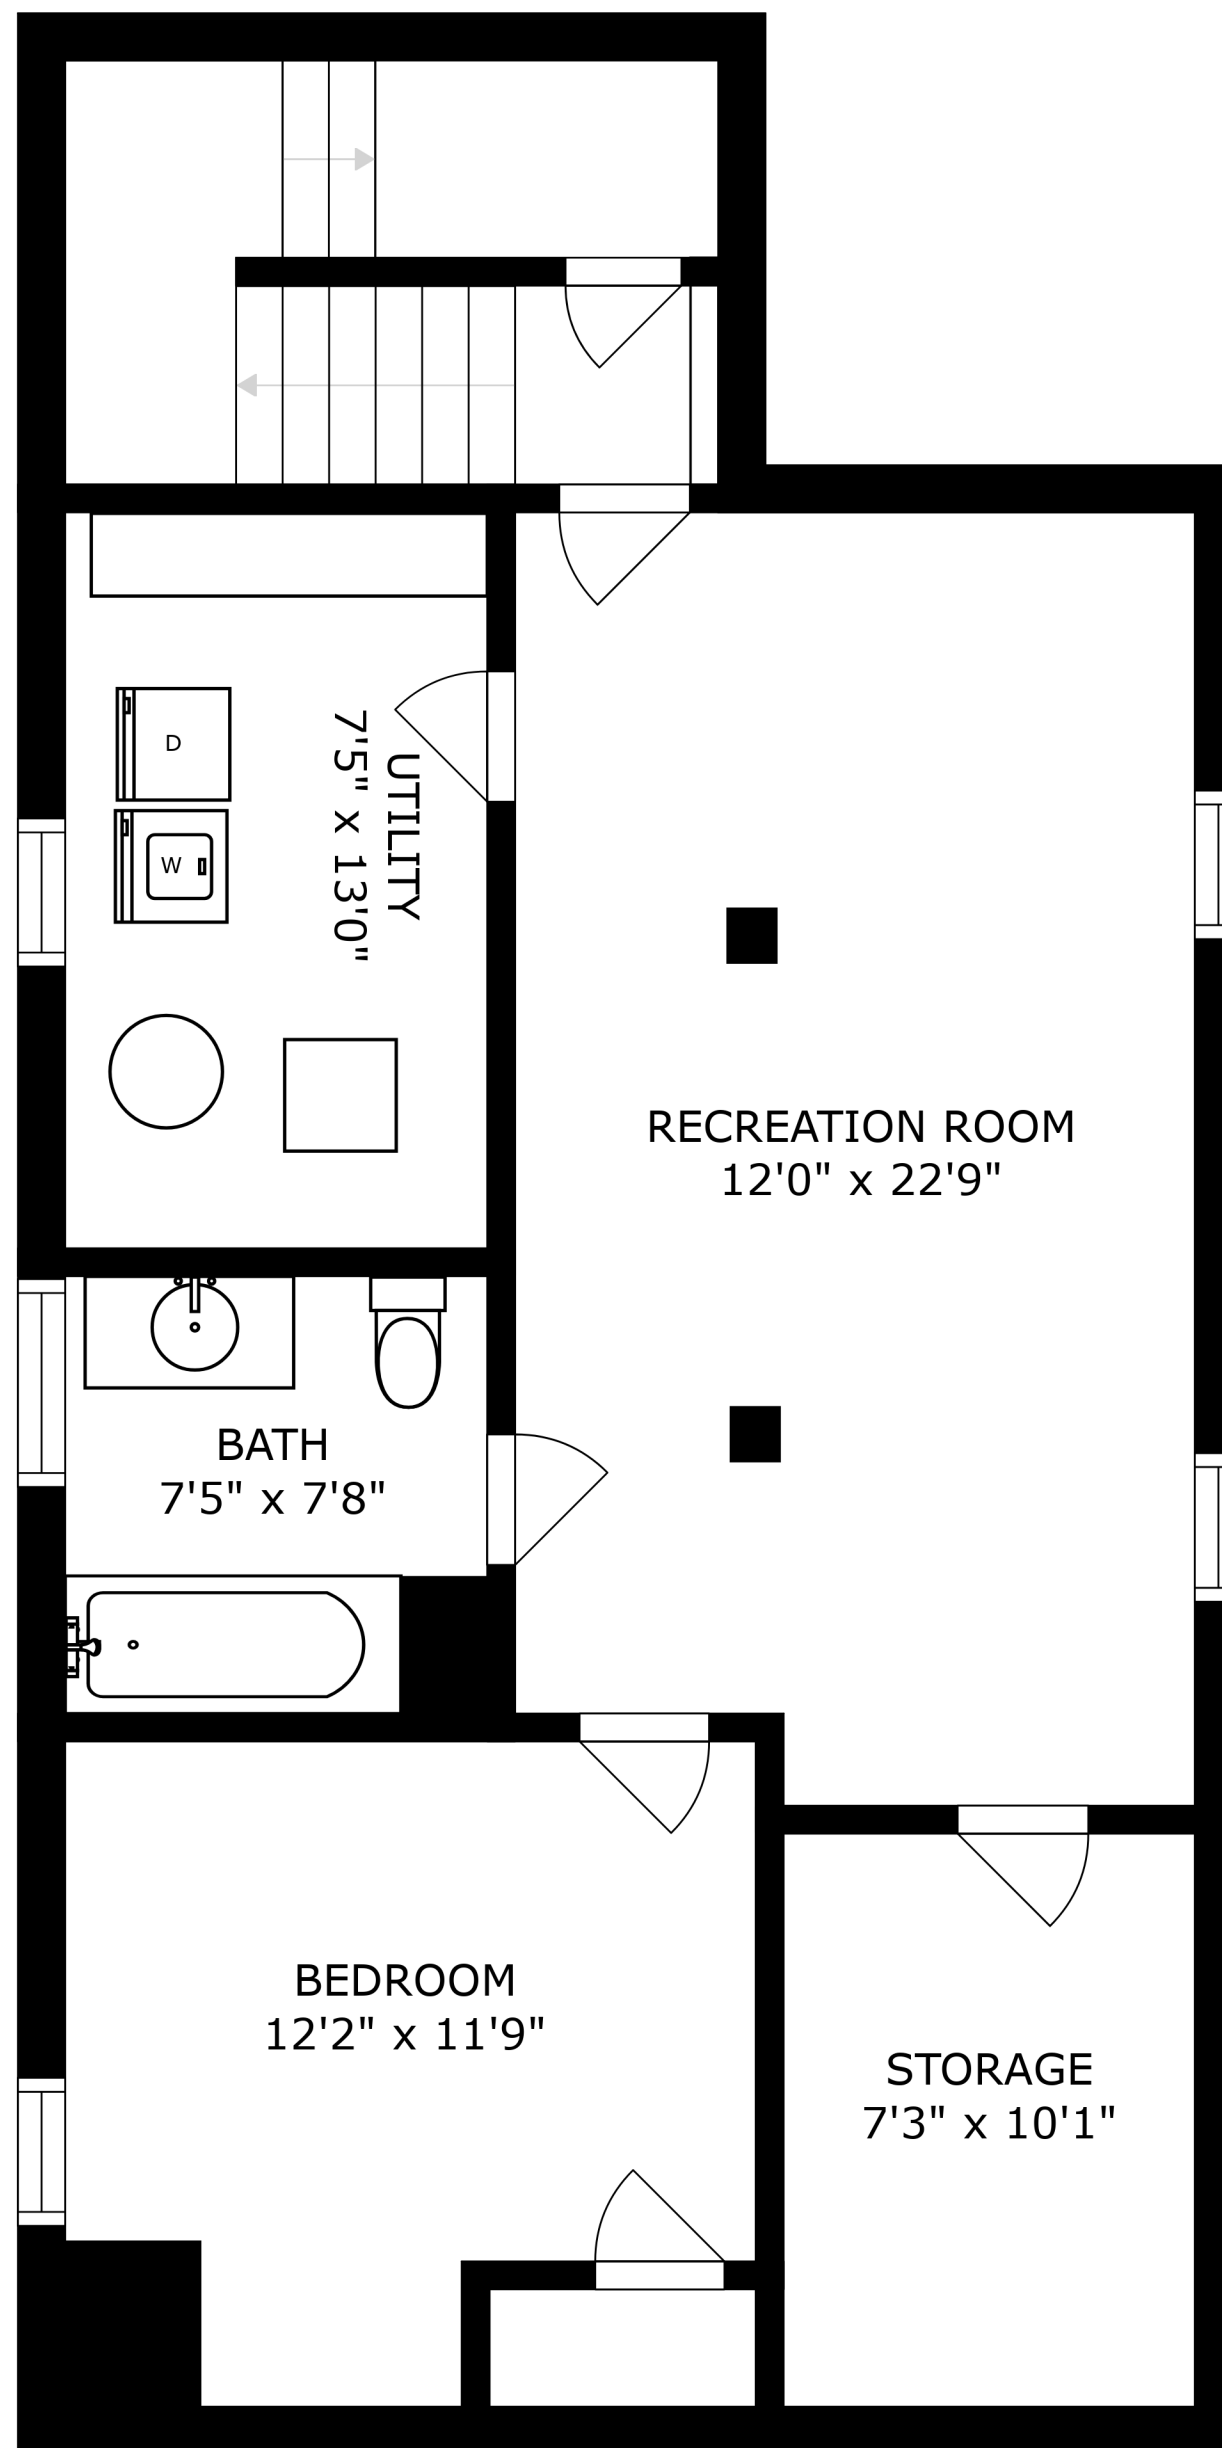 D
W
UTILITY
7'5" x 13'0"
RECREATION ROOM
12'0" x 22'9"
BATH
7'5" x 7'8"
BEDROOM
12'2" x 11'9"
STORAGE
7'3" x 10'1"